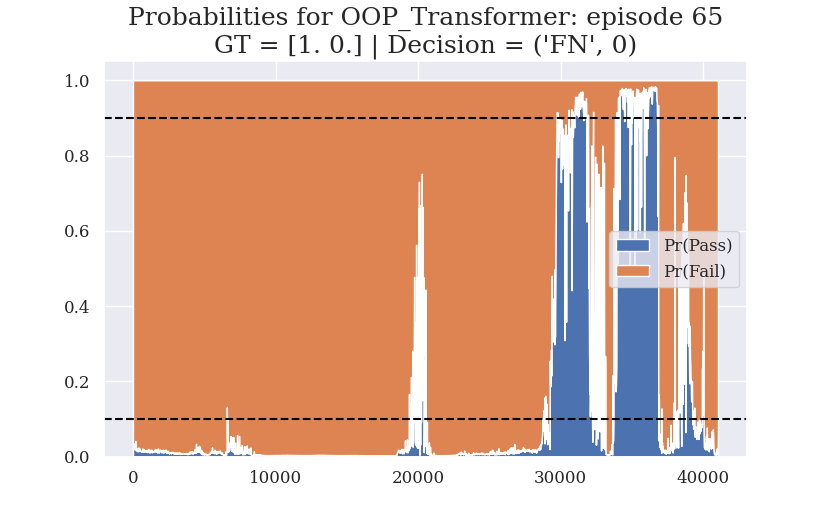 Probabilities for OOP_Transformer: episode 65
GT = [1. 0.] | Decision = ('FN', 0)
1.0
0.8
0.6
0.4
0.2
0.0
Pr(Pass)
Pr(Fail)
0
10000
20000
30000
40000